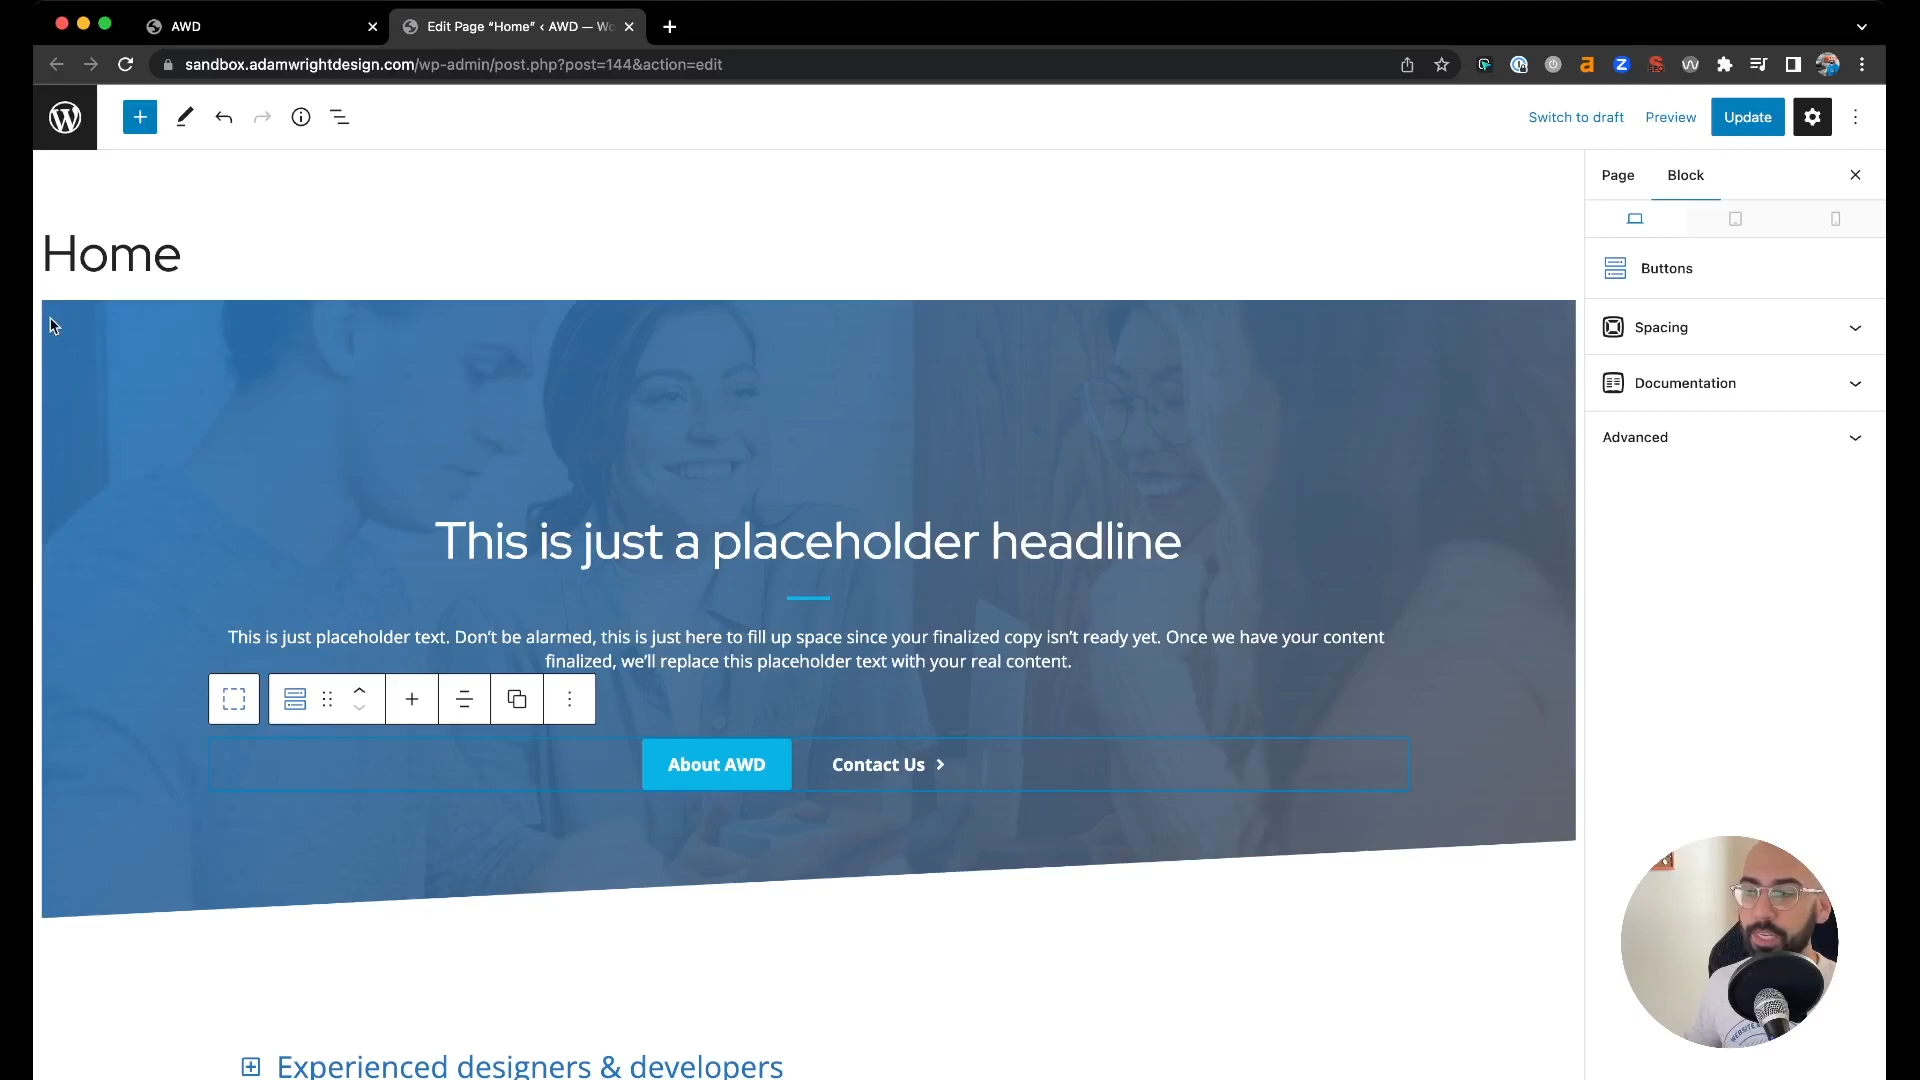 AWD
Edit Page “Home” ‹ AWD — Wo
sandbox.adamwrightdesign.com/wp-admin/post.php?post=144&action=edit
Switch to draft
Preview
Update
Page
Block
Home
Buttons
Spacing
Documentation
Advanced
This is just a placeholder headline
This is just placeholder text. Don’t be alarmed, this is just here to fill up space since your finalized copy isn’t ready yet. Once we have your content
finalized, we’ll replace this placeholder text with your real content.
About AWD
Contact Us
Experienced designers & developers